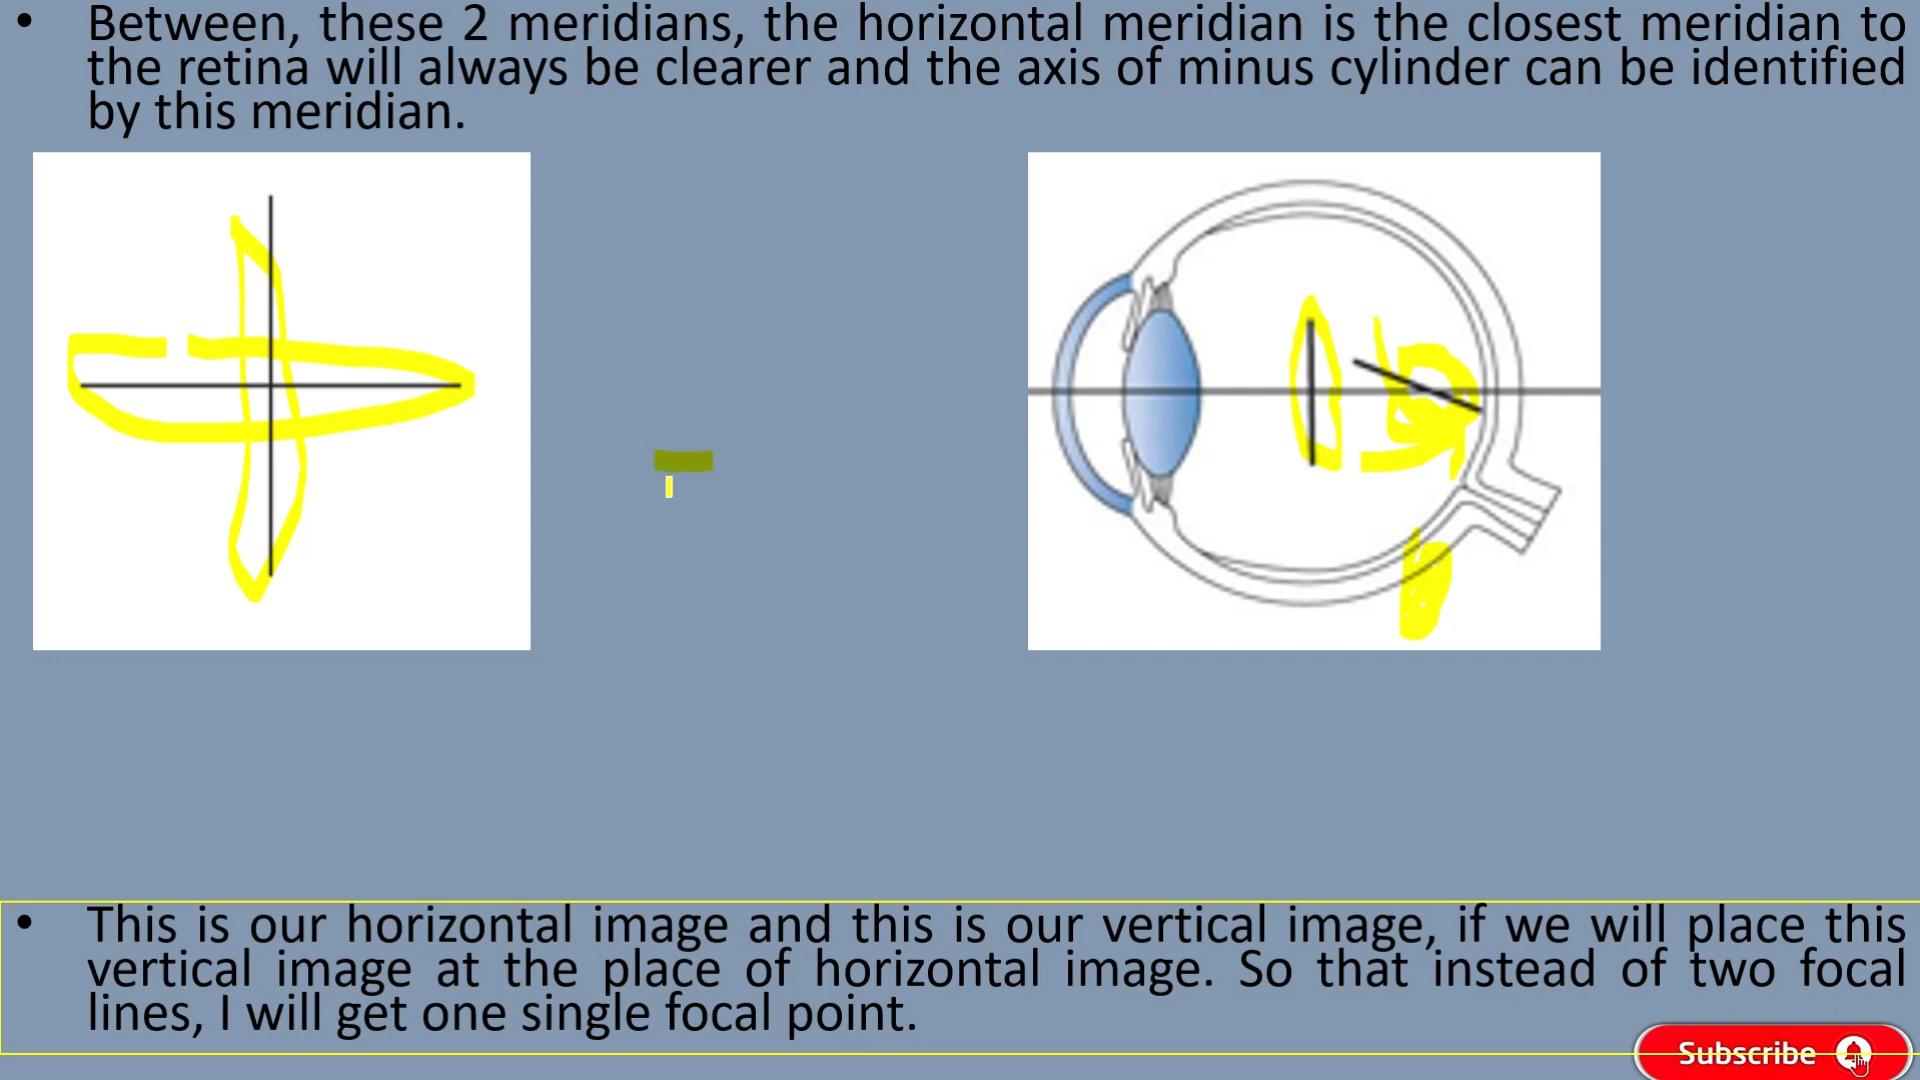 • Between, these 2 meridians, the horizontal meridian is the closest meridian to
the retina will always be clearer and the axis of minus cylinder can be identified
by this meridian.
• This is our horizontal image and this is our vertical image, if we will place this
vertical image at the place of horizontal image. So that instead of two focal
lines, I will get one single focal point.
Subscribe